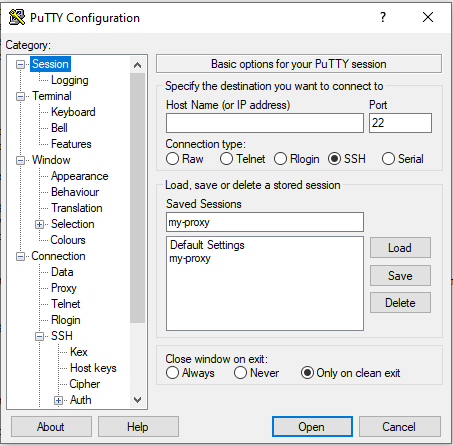 PuTTY Configuration
?
Category:
Session
Logging
Terminal
Keyboard
Bell
Features
Window
Appearance
Behaviour
Translation
Selection
Colours
Connection
Data
Proxy
Telnet
Rlogin
SSH
Kex
Host keys
Cipher
Auth
Basic options for your PuTTY session
Specify the destination you want to connect to
Host Name (or IP address) Port
22
Connection type:
Raw Telnet Rlogin SSH Serial
Load, save or delete a stored session
Saved Sessions
my-proxy
Default Settings
my-proxy
Load
Save
Delete
Close window on exit:
Always Never Only on clean exit
About Help Open Cancel